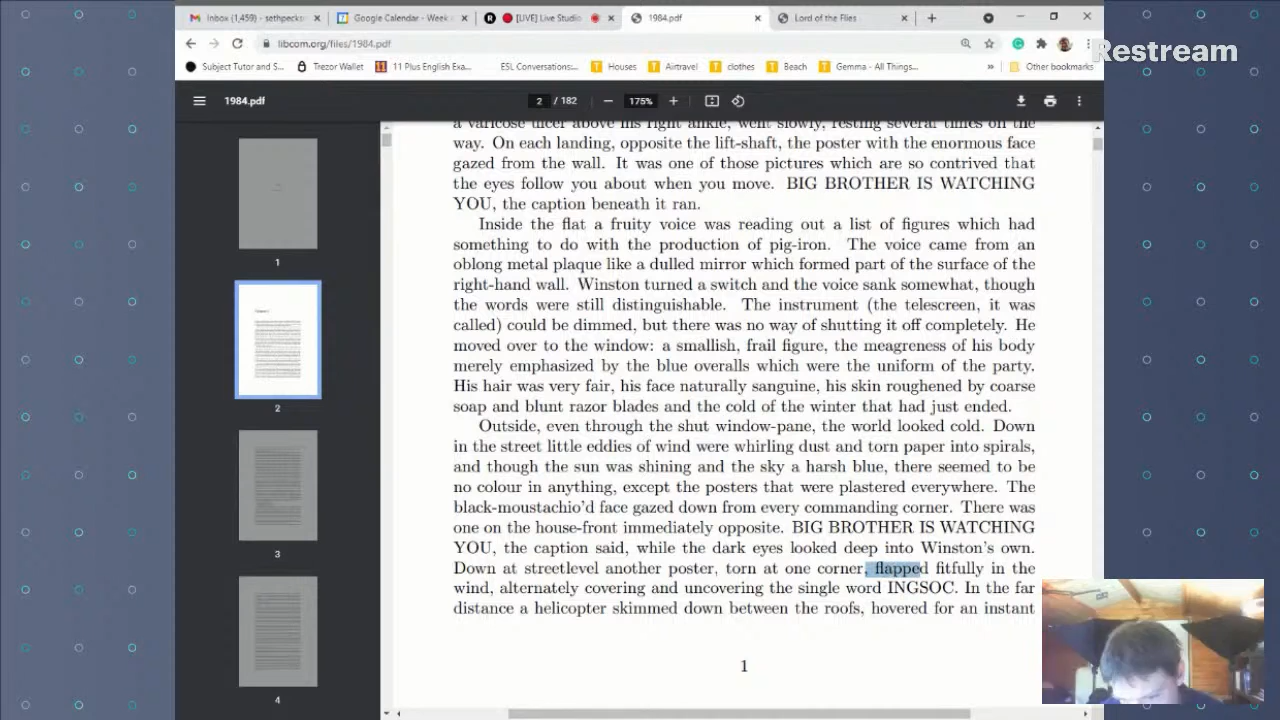 Inbox (1,459) - sethpecks
Google Calendar - Week
[LIVE] Live Studio
1984.pdf
Lord of the Flies
libcom.org/files/1984.pdf
Restream
Subject Tutor and S...
Trezor Wallet
11 Plus English Exa...
ESL Conversations:...
Houses
Airtravel
clothes
Beach
Gemma - All Things...
Other bookmarks
1984.pdf
2 / 182
175%
1
2
3
4
a varicose ulcer above his right ankle, went slowly, resting several times on the
way. On each landing, opposite the lift-shaft, the poster with the enormous face
gazed from the wall. It was one of those pictures which are so contrived that
the eyes follow you about when you move. BIG BROTHER IS WATCHING
YOU, the caption beneath it ran.
Inside the flat a fruity voice was reading out a list of figures which had
something to do with the production of pig-iron. The voice came from an
oblong metal plaque like a dulled mirror which formed part of the surface of the
right-hand wall. Winston turned a switch and the voice sank somewhat, though
the words were still distinguishable. The instrument (the telescreen, it was
called) could be dimmed, but there was no way of shutting it off completely. He
moved over to the window: a smallish, frail figure, the meagreness of his body
merely emphasized by the blue overalls which were the uniform of the party.
His hair was very fair, his face naturally sanguine, his skin roughened by coarse
soap and blunt razor blades and the cold of the winter that had just ended.
Outside, even through the shut window-pane, the world looked cold. Down
in the street little eddies of wind were whirling dust and torn paper into spirals,
and though the sun was shining and the sky a harsh blue, there seemed to be
no colour in anything, except the posters that were plastered everywhere. The
black-moustachio'd face gazed down from every commanding corner. There was
one on the house-front immediately opposite. BIG BROTHER IS WATCHING
YOU, the caption said, while the dark eyes looked deep into Winston's own.
Down at streetlevel another poster, torn at one corner, flapped fitfully in the
wind, alternately covering and uncovering the single word INGSOC. In the far
distance a helicopter skimmed down between the roofs, hovered for an instant
1